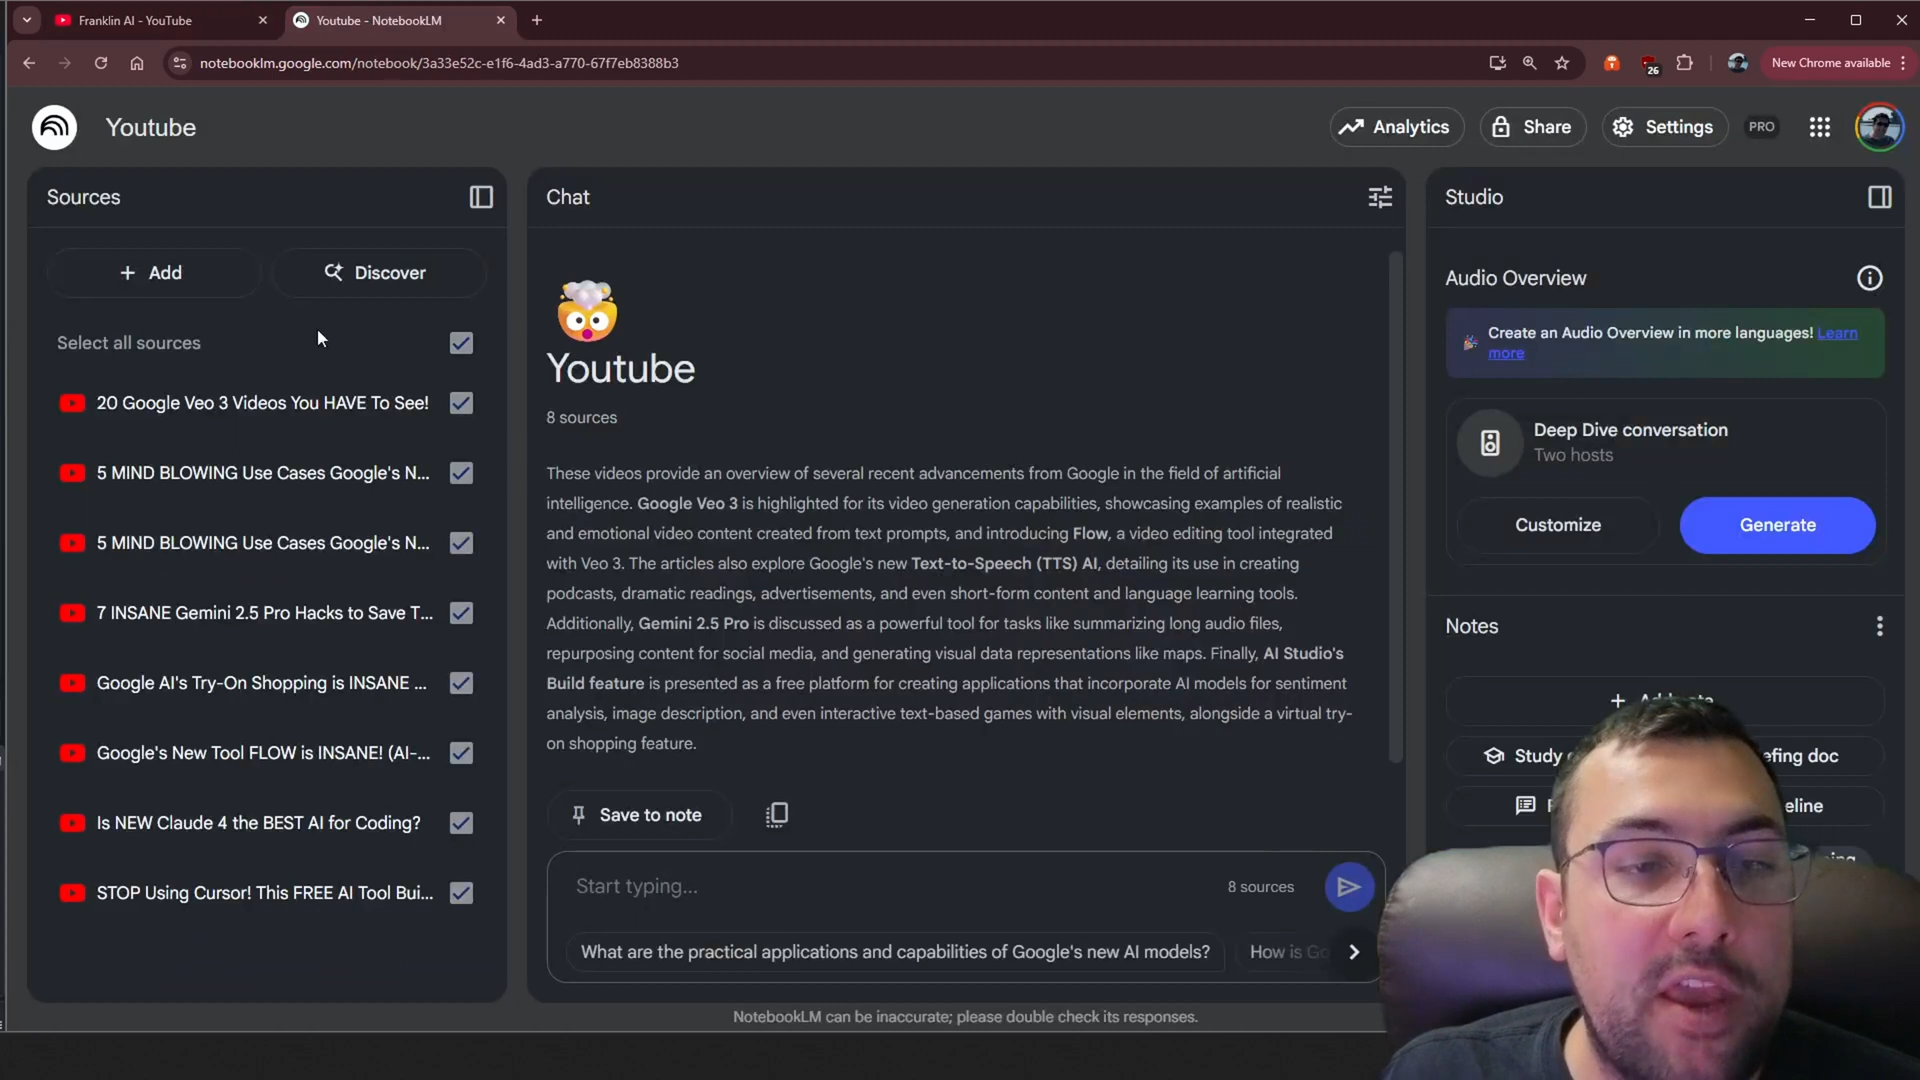 Franklin AI - YouTube
Youtube - NotebookLM
notebooklm.google.com/notebook/3a33e52c-e1f6-4ad3-a770-67f7eb8388b3
26
New Chrome available
Youtube
Analytics
Share
Settings
PRO
Sources
Add
Discover
Select all sources
20 Google Veo 3 Videos You HAVE To See!
5 MIND BLOWING Use Cases Google's N...
5 MIND BLOWING Use Cases Google's N...
7 INSANE Gemini 2.5 Pro Hacks to Save T...
Google AI's Try-On Shopping is INSANE ...
Google's New Tool FLOW is INSANE! (AI-...
Is NEW Claude 4 the BEST AI for Coding?
STOP Using Cursor! This FREE AI Tool Bui...
Chat
Youtube
8 sources
These videos provide an overview of several recent advancements from Google in the field of artificial
intelligence. Google Veo 3 is highlighted for its video generation capabilities, showcasing examples of realistic
and emotional video content created from text prompts, and introducing Flow, a video editing tool integrated
with Veo 3. The articles also explore Google's new Text-to-Speech (TTS) AI, detailing its use in creating
podcasts, dramatic readings, advertisements, and even short-form content and language learning tools.
Additionally, Gemini 2.5 Pro is discussed as a powerful tool for tasks like summarizing long audio files,
repurposing content for social media, and generating visual data representations like maps. Finally, AI Studio's
Build feature is presented as a free platform for creating applications that incorporate AI models for sentiment
analysis, image description, and even interactive text-based games with visual elements, alongside a virtual try-
on shopping feature.
Save to note
Start typing...
8 sources
What are the practical applications and capabilities of Google's new AI models?
How is Go
NotebookLM can be inaccurate; please double check its responses.
Studio
Audio Overview
Create an Audio Overview in more languages! Learn
more
Deep Dive conversation
Two hosts
Customize
Generate
Notes
Study
efing doc
eline